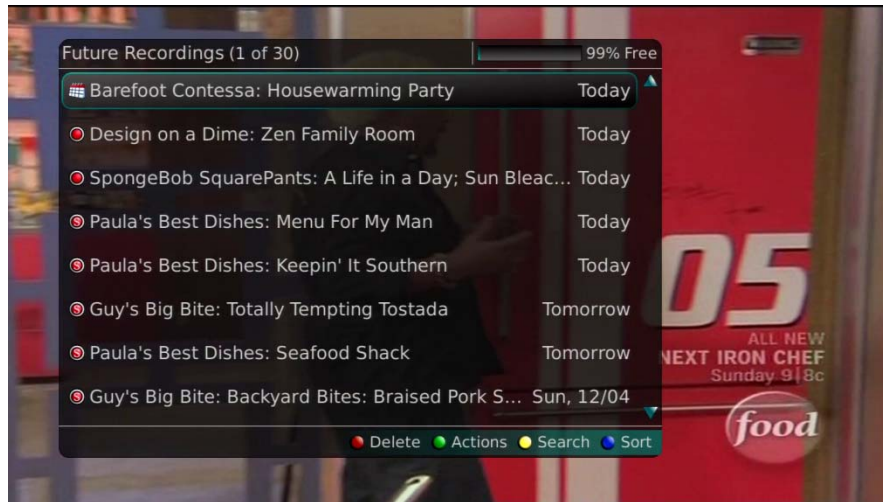 Future Recordings (1 of 30) 99% Free
Barefoot Contessa: Housewarming Party Today
Design on a Dime: Zen Family Room Today
SpongeBob SquarePants: A Life in a Day; Sun Bleac... Today
Paula's Best Dishes: Menu For My Man Today
Paula's Best Dishes: Keepin' It Southern Today
Guy's Big Bite: Totally Tempting Tostada Tomorrow
Paula's Best Dishes: Seafood Shack Tomorrow
Guy's Big Bite: Backyard Bites: Braised Pork S... Sun, 12/04
Delete Actions Search Sort
05
ALL NEW
NEXT IRON CHEF
Sunday 9|8c
food